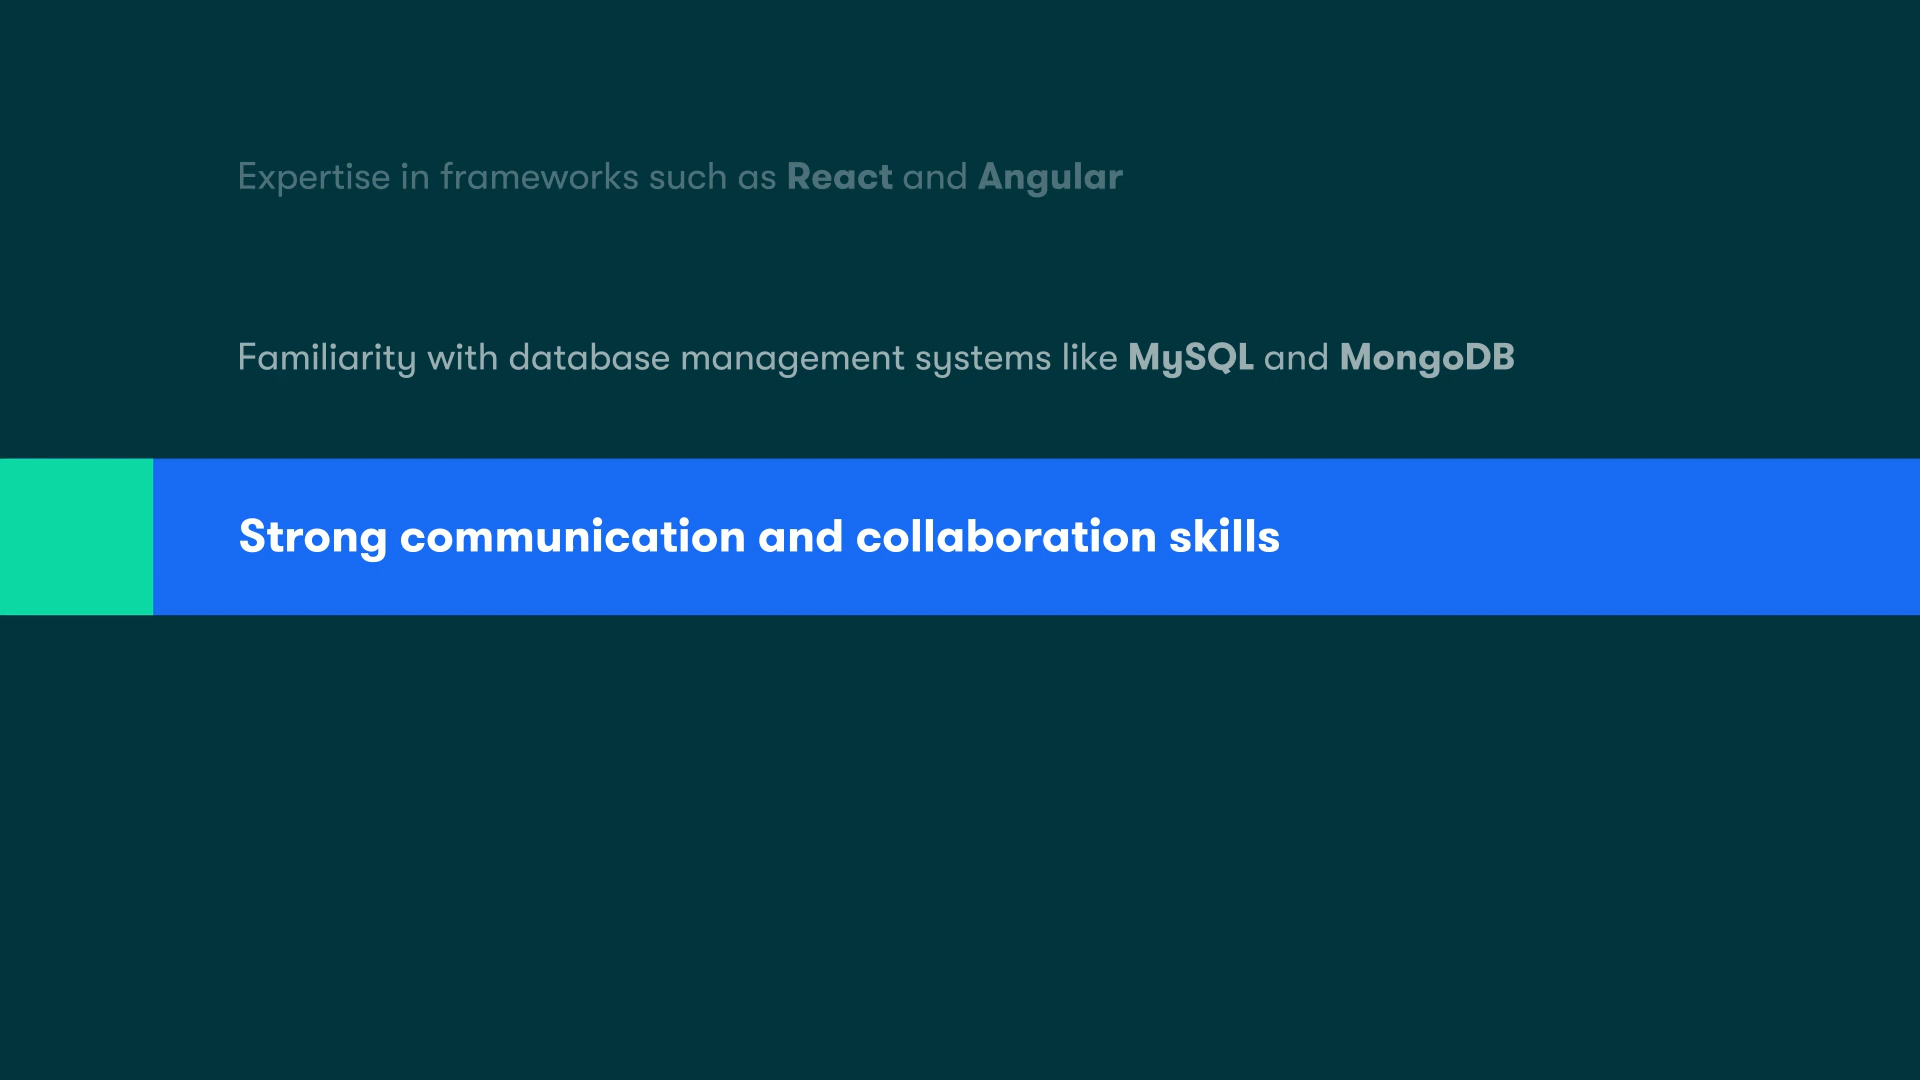 Expertise in frameworks such as React and Angular
Familiarity with database management systems like MySQL and MongoDB
Strong communication and collaboration skills